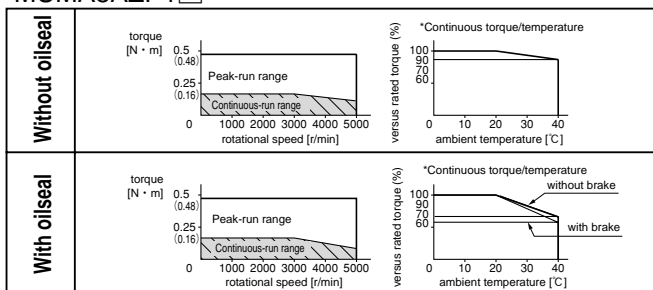 Without oilseal
torque
[N・m]
0.5
(0.48)
0.25
(0.16)
0
Peak-run range
Continuous-run range
1000 2000 3000 4000 5000
rotational speed [r/min]
*Continuous torque/temperature
versus rated torque (%)
100
90
70
60
0 10 20 30 40
ambient temperature [℃]
With oilseal
torque
[N・m]
0.5
(0.48)
0.25
(0.16)
0
Peak-run range
Continuous-run range
1000 2000 3000 4000 5000
rotational speed [r/min]
*Continuous torque/temperature
without brake
versus rated torque (%)
100
90
70
60
with brake
0 10 20 30 40
ambient temperature [℃]